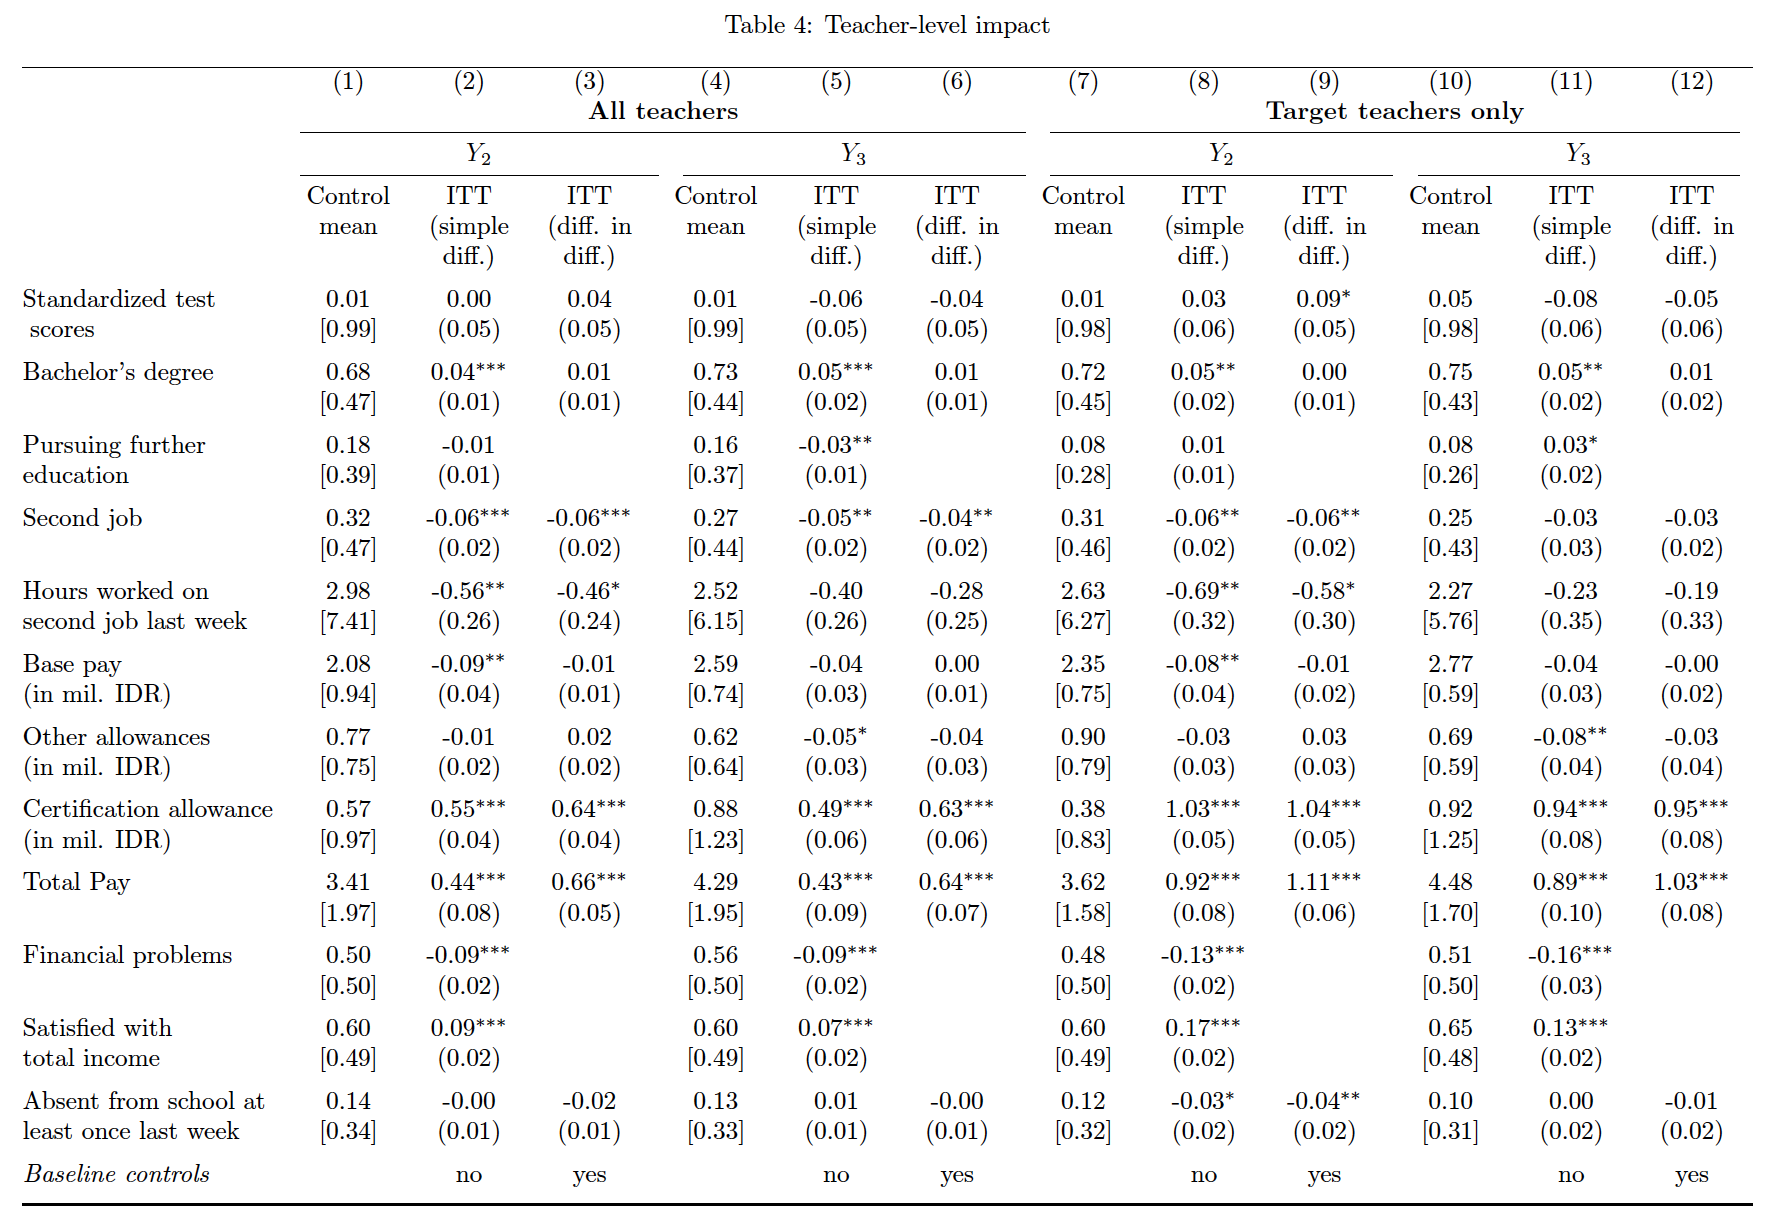 Table 4: Teacher-level impact
(1) (2) (3) (4) (5) (6) (7) (8) (9) (10) (11) (12)
All teachers Target teachers only
Y2 Y3 Y2 Y3
Control ITT ITT Control ITT ITT Control ITT ITT Control ITT ITT
mean (simple (diff. in mean (simple (diff. in mean (simple (diff. in mean (simple (diff. in
diff.) diff.) diff.) diff.) diff.) diff.) diff.) diff.)
Standardized test 0.01 0.00 0.04 0.01 -0.06 -0.04 0.01 0.03 0.09* 0.05 -0.08 -0.05
scores [0.99] (0.05) (0.05) [0.99] (0.05) (0.05) [0.98] (0.06) (0.05) [0.98] (0.06) (0.06)
Bachelor's degree 0.68 0.04*** 0.01 0.73 0.05*** 0.01 0.72 0.05** 0.00 0.75 0.05** 0.01
[0.47] (0.01) (0.01) [0.44] (0.02) (0.01) [0.45] (0.02) (0.01) [0.43] (0.02) (0.02)
Pursuing further 0.18 -0.01 0.16 -0.03** 0.08 0.01 0.08 0.03*
education [0.39] (0.01) [0.37] (0.01) [0.28] (0.01) [0.26] (0.02)
Second job 0.32 -0.06*** -0.06*** 0.27 -0.05** -0.04** 0.31 -0.06** -0.06** 0.25 -0.03 -0.03
[0.47] (0.02) (0.02) [0.44] (0.02) (0.02) [0.46] (0.02) (0.02) [0.43] (0.03) (0.02)
Hours worked on 2.98 -0.56** -0.46* 2.52 -0.40 -0.28 2.63 -0.69** -0.58* 2.27 -0.23 -0.19
second job last week [7.41] (0.26) (0.24) [6.15] (0.26) (0.25) [6.27] (0.32) (0.30) [5.76] (0.35) (0.33)
Base pay 2.08 -0.09** -0.01 2.59 -0.04 0.00 2.35 -0.08** -0.01 2.77 -0.04 -0.00
(in mil. IDR) [0.94] (0.04) (0.01) [0.74] (0.03) (0.01) [0.75] (0.04) (0.02) [0.59] (0.03) (0.02)
Other allowances 0.77 -0.01 0.02 0.62 -0.05* -0.04 0.90 -0.03 0.03 0.69 -0.08** -0.03
(in mil. IDR) [0.75] (0.02) (0.02) [0.64] (0.03) (0.03) [0.79] (0.03) (0.03) [0.59] (0.04) (0.04)
Certification allowance 0.57 0.55*** 0.64*** 0.88 0.49*** 0.63*** 0.38 1.03*** 1.04*** 0.92 0.94*** 0.95***
(in mil. IDR) [0.97] (0.04) (0.04) [1.23] (0.06) (0.06) [0.83] (0.05) (0.05) [1.25] (0.08) (0.08)
Total Pay 3.41 0.44*** 0.66*** 4.29 0.43*** 0.64*** 3.62 0.92*** 1.11*** 4.48 0.89*** 1.03***
[1.97] (0.08) (0.05) [1.95] (0.09) (0.07) [1.58] (0.08) (0.06) [1.70] (0.10) (0.08)
Financial problems 0.50 -0.09*** 0.56 -0.09*** 0.48 -0.13*** 0.51 -0.16***
[0.50] (0.02) [0.50] (0.02) [0.50] (0.02) [0.50] (0.03)
Satisfied with 0.60 0.09*** 0.60 0.07*** 0.60 0.17*** 0.65 0.13***
total income [0.49] (0.02) [0.49] (0.02) [0.49] (0.02) [0.48] (0.02)
Absent from school at 0.14 -0.00 -0.02 0.13 0.01 -0.00 0.12 -0.03* -0.04** 0.10 0.00 -0.01
least once last week [0.34] (0.01) (0.01) [0.33] (0.01) (0.01) [0.32] (0.02) (0.02) [0.31] (0.02) (0.02)
Baseline controls no yes no yes no yes no yes